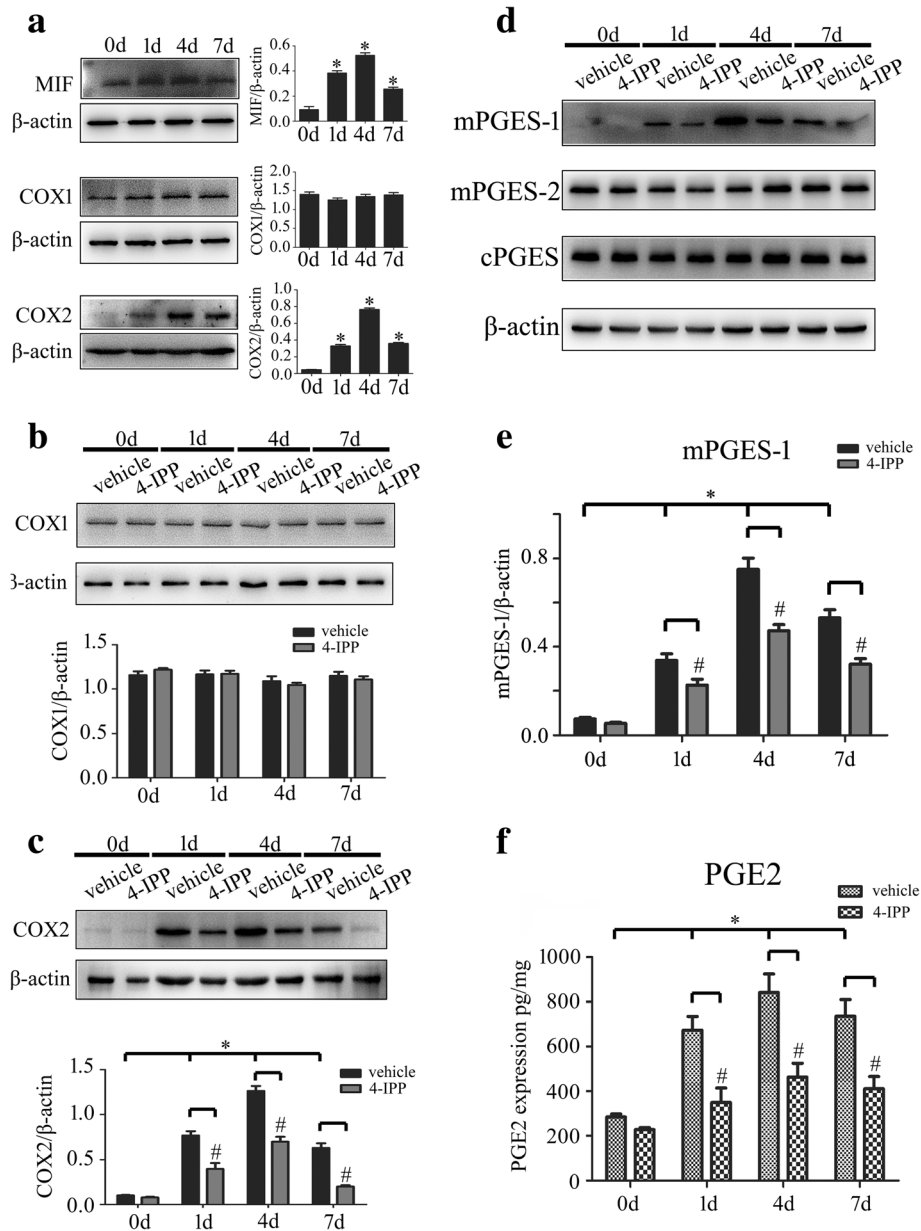 a
0d 1d 4d 7d
MIF
β-actin
MIF/β-actin
0.6
0.4
0.2
0.0
* * *
0d 1d 4d 7d
COX1
β-actin
COX1/β-actin
2.0
1.5
1.0
0.5
0.0
0d 1d 4d 7d
COX2
β-actin
COX2/β-actin
1.0
0.8
0.6
0.4
0.2
0
* * *
0d 1d 4d 7d
b
0d 1d 4d 7d
vehicle 4-IPP vehicle 4-IPP vehicle 4-IPP vehicle 4-IPP
COX1
β-actin
vehicle
4-IPP
COX1/β-actin
1.5
1.0
0.5
0.0
0d 1d 4d 7d
c
0d 1d 4d 7d
vehicle 4-IPP vehicle 4-IPP vehicle 4-IPP vehicle 4-IPP
COX2
β-actin
*
vehicle
4-IPP
COX2/β-actin
1.5
1.0
0.5
0.0
# # #
0d 1d 4d 7d
d
0d 1d 4d 7d
vehicle 4-IPP vehicle 4-IPP vehicle 4-IPP vehicle 4-IPP
mPGES-1
mPGES-2
cPGES
β-actin
e
mPGES-1
vehicle
4-IPP
*
mPGES-1/β-actin
0.8
0.4
0.0
# # #
0d 1d 4d 7d
f
PGE2
vehicle
4-IPP
*
PGE2 expression pg/mg
1000
800
600
400
200
0
# # #
0d 1d 4d 7d